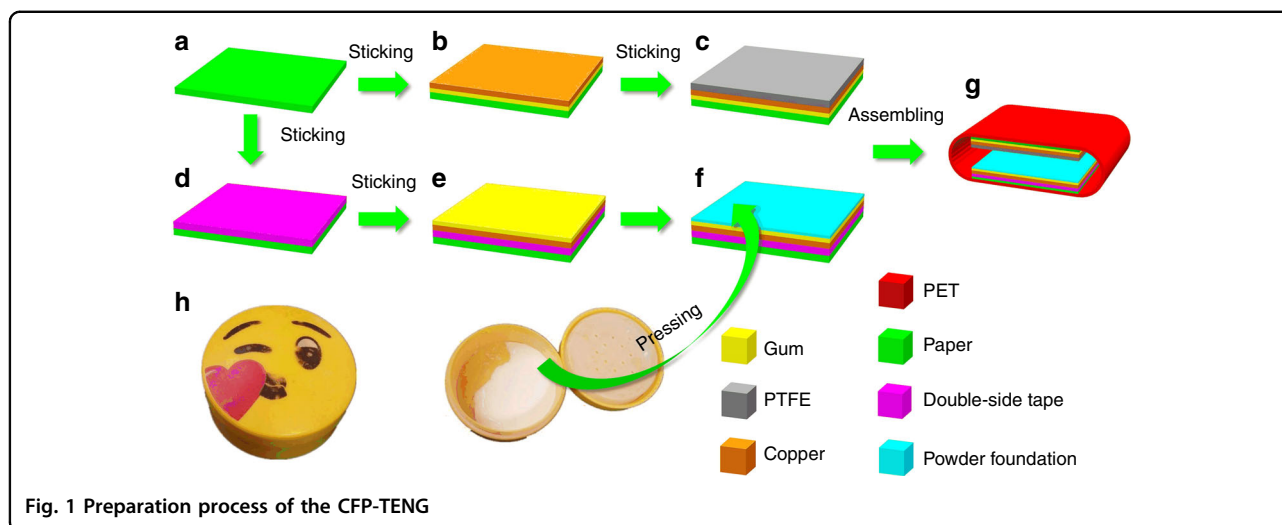 a
Sticking
b
Sticking
c
Assembling
g
Sticking
d
Sticking
e
f
h
Pressing
PET
Gum
Paper
PTFE
Double-side tape
Copper
Powder foundation
Fig. 1 Preparation process of the CFP-TENG